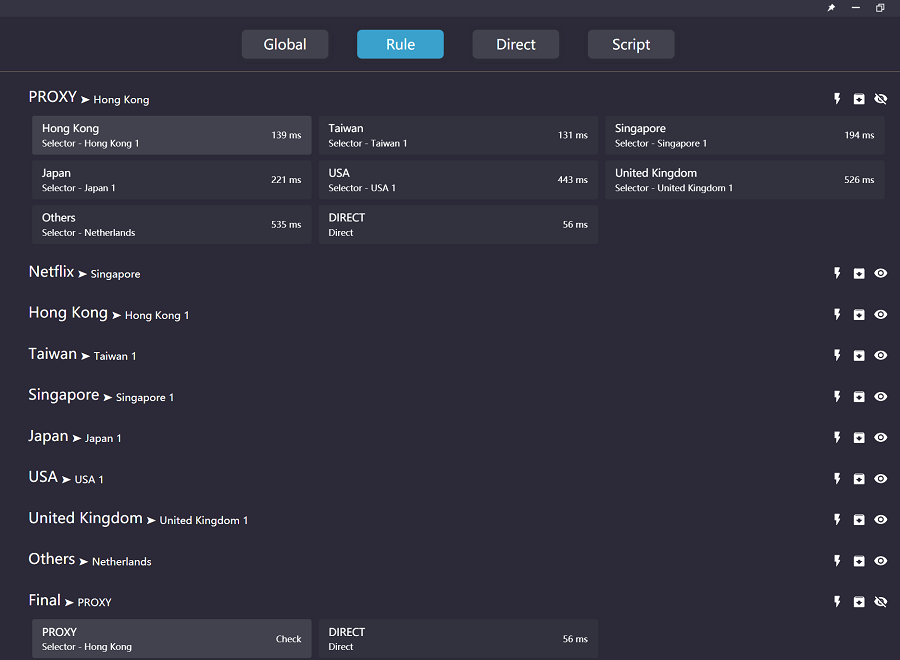 Global Rule Direct Script
PROXY ➤ Hong Kong
Hong Kong
Selector - Hong Kong 1
139 ms
Taiwan
Selector - Taiwan 1
131 ms
Singapore
Selector - Singapore 1
194 ms
Japan
Selector - Japan 1
221 ms
USA
Selector - USA 1
443 ms
United Kingdom
Selector - United Kingdom 1
526 ms
Others
Selector - Netherlands
535 ms
DIRECT
Direct
56 ms
Netflix ➤ Singapore
Hong Kong ➤ Hong Kong 1
Taiwan ➤ Taiwan 1
Singapore ➤ Singapore 1
Japan ➤ Japan 1
USA ➤ USA 1
United Kingdom ➤ United Kingdom 1
Others ➤ Netherlands
Final ➤ PROXY
PROXY
Selector - Hong Kong
Check
DIRECT
Direct
56 ms